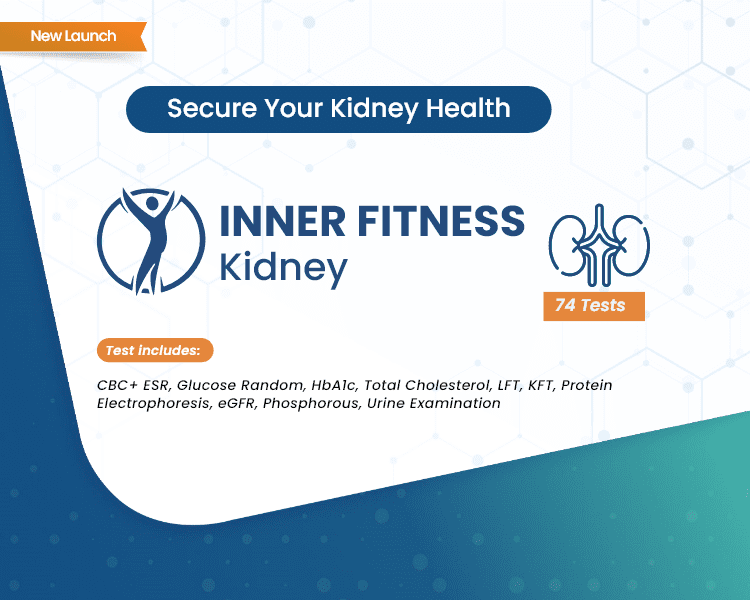 New Launch
Secure Your Kidney Health
INNER FITNESS
Kidney
74 Tests
Test includes:
CBC+ ESR, Glucose Random, HbA1c, Total Cholesterol, LFT, KFT, Protein
Electrophoresis, eGFR, Phosphorous, Urine Examination